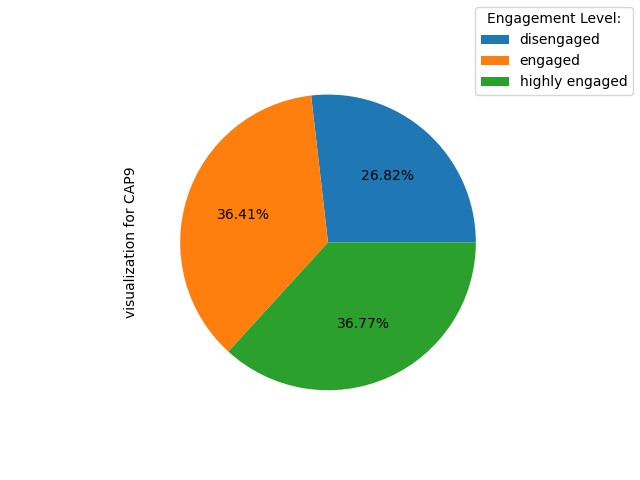 Engagement Level:
disengaged
engaged
highly engaged
26.82%
36.41%
36.77%
visualization for CAP9